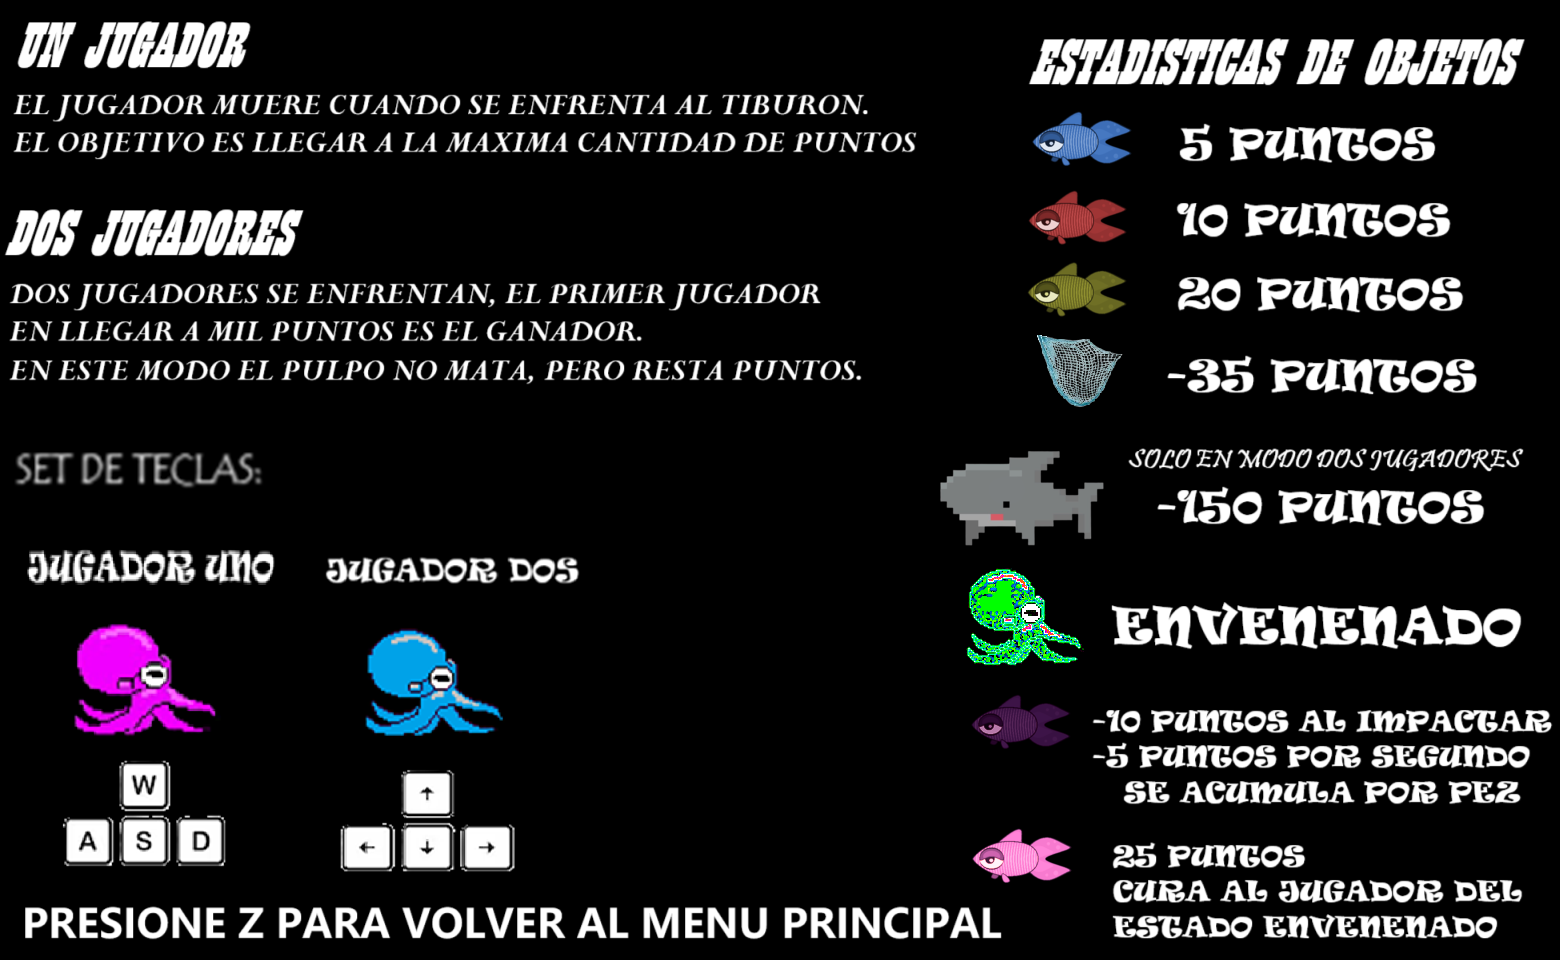 UN JUGADOR
EL JUGADOR MUERE CUANDO SE ENFRENTA AL TIBURON.
EL OBJETIVO ES LLEGAR A LA MAXIMA CANTIDAD DE PUNTOS
DOS JUGADORES
DOS JUGADORES SE ENFRENTAN, EL PRIMER JUGADOR
EN LLEGAR A MIL PUNTOS ES EL GANADOR.
EN ESTE MODO EL PULPO NO MATA, PERO RESTA PUNTOS.
SET DE TECLAS:
JUGADOR UNO
JUGADOR DOS
W
A S D
↑
← ↓ →
PRESIONE Z PARA VOLVER AL MENU PRINCIPAL
ESTADISTICAS DE OBJETOS
5 PUNTOS
10 PUNTOS
20 PUNTOS
-35 PUNTOS
SOLO EN MODO DOS JUGADORES
-150 PUNTOS
ENVENENADO
-10 PUNTOS AL IMPACTAR
-5 PUNTOS POR SEGUNDO
SE ACUMULA POR PEZ
25 PUNTOS
CURA AL JUGADOR DEL
ESTADO ENVENENADO